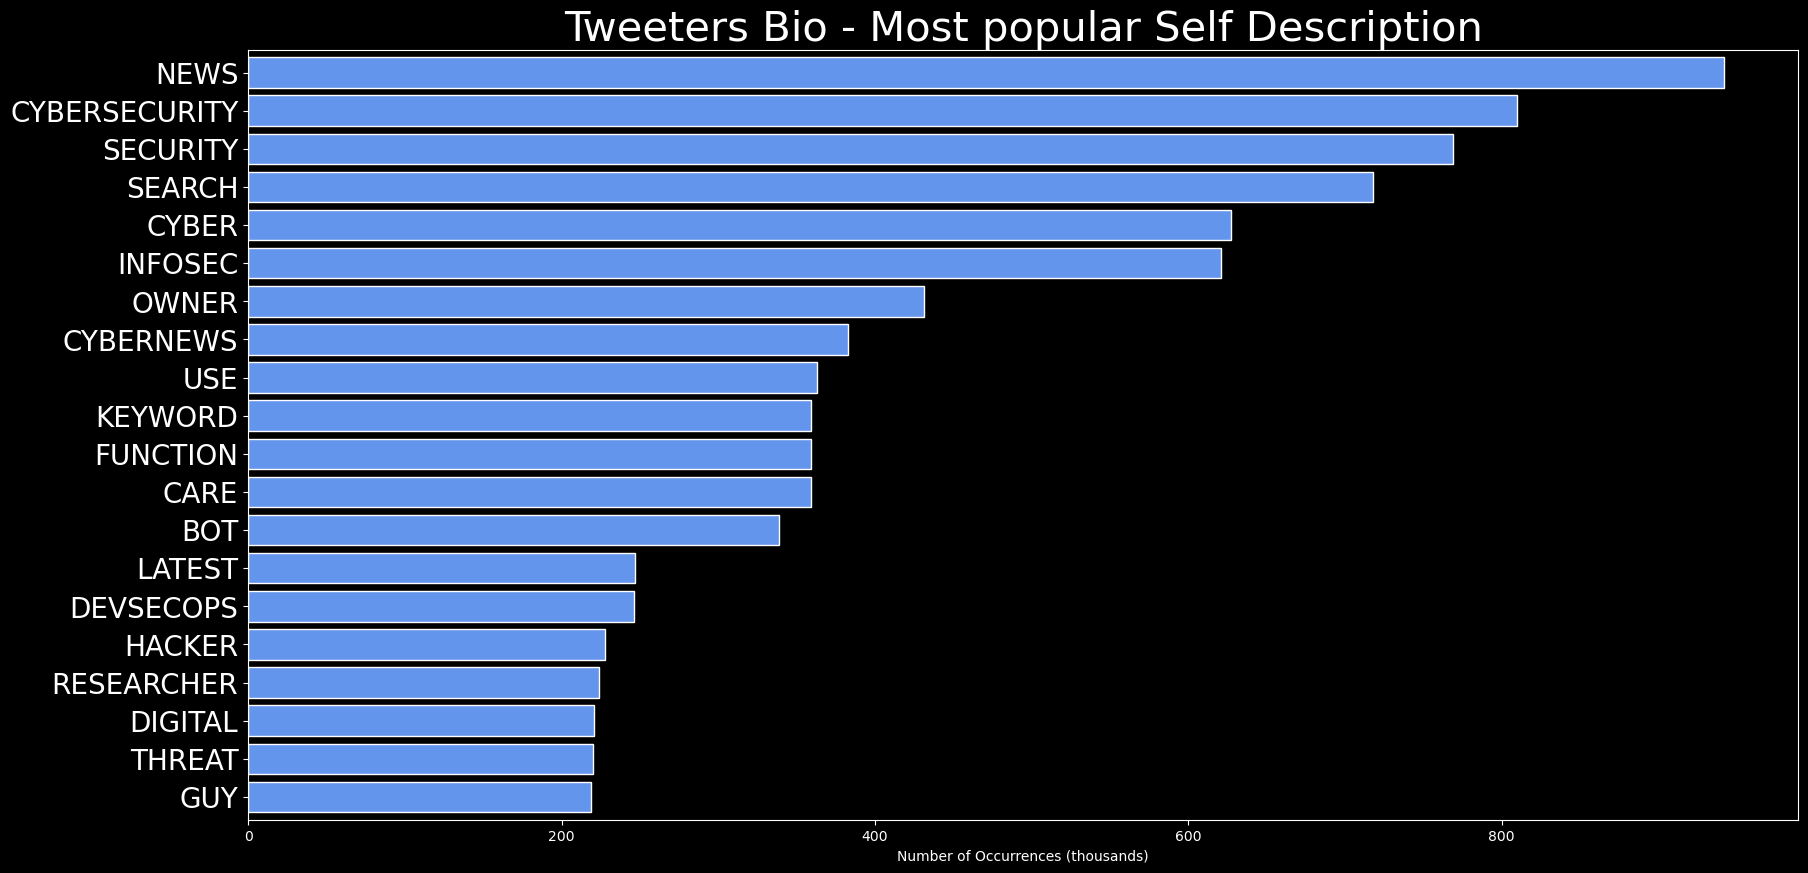 Tweeters Bio - Most popular Self Description
NEWS
CYBERSECURITY
SECURITY
SEARCH
CYBER
INFOSEC
OWNER
CYBERNEWS
USE
KEYWORD
FUNCTION
CARE
BOT
LATEST
DEVSECOPS
HACKER
RESEARCHER
DIGITAL
THREAT
GUY
0 200 400 600 800
Number of Occurrences (thousands)